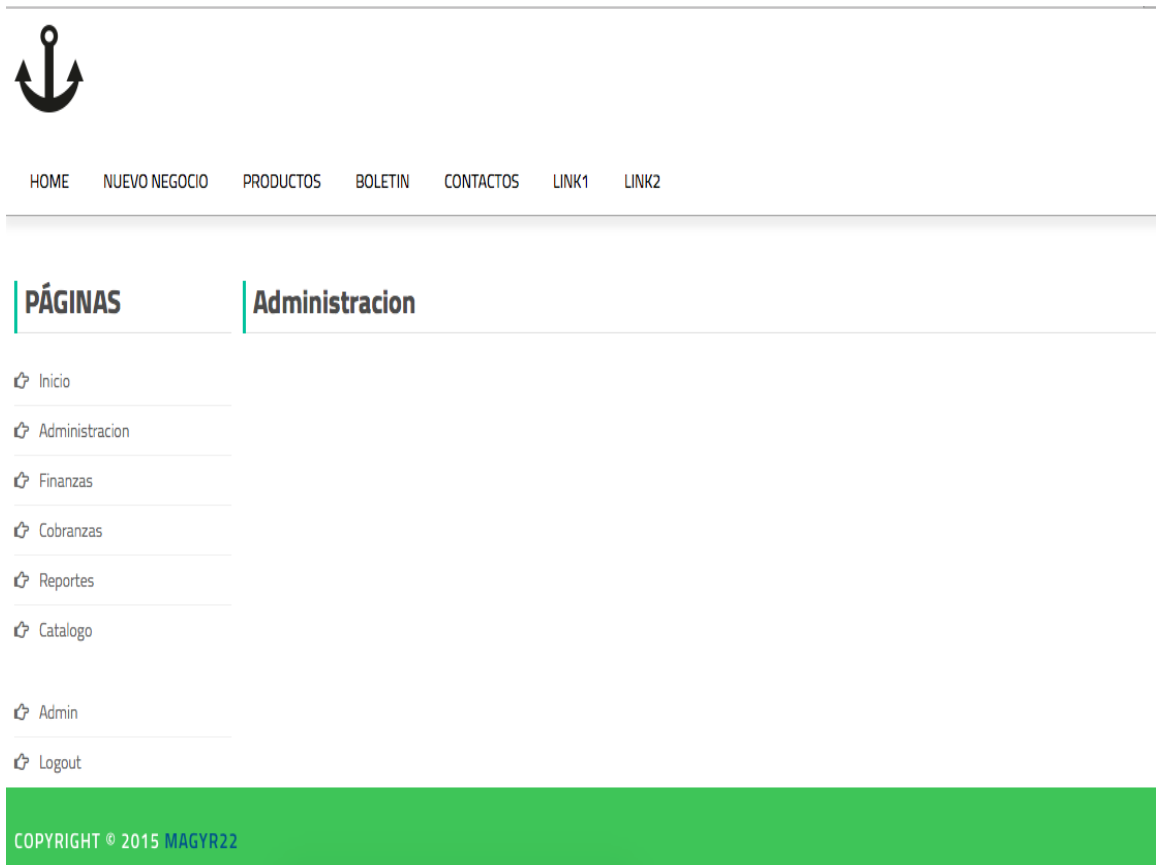 HOME NUEVO NEGOCIO PRODUCTOS BOLETIN CONTACTOS LINK1 LINK2
PÁGINAS
Administracion
Inicio
Administracion
Finanzas
Cobranzas
Reportes
Catalogo
Admin
Logout
COPYRIGHT © 2015 MAGYR22